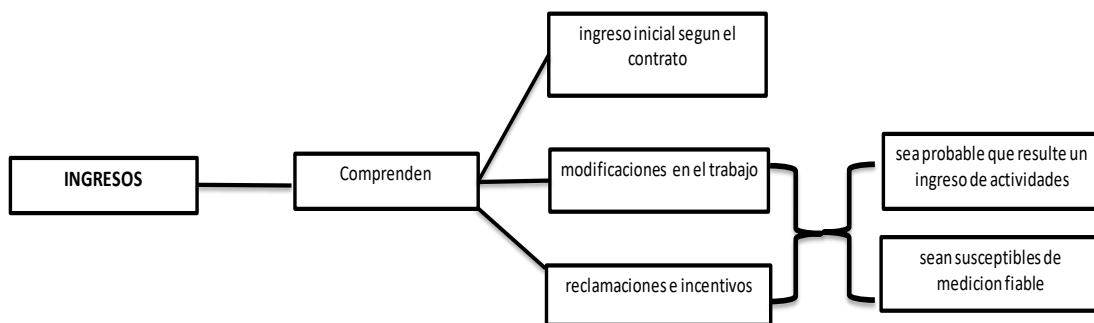 ingreso inicial segun el
contrato
INGRESOS
Comprenden
modificaciones en el trabajo
reclamaciones e incentivos
sea probable que resulte un
ingreso de actividades
sean susceptibles de
medicion fiable